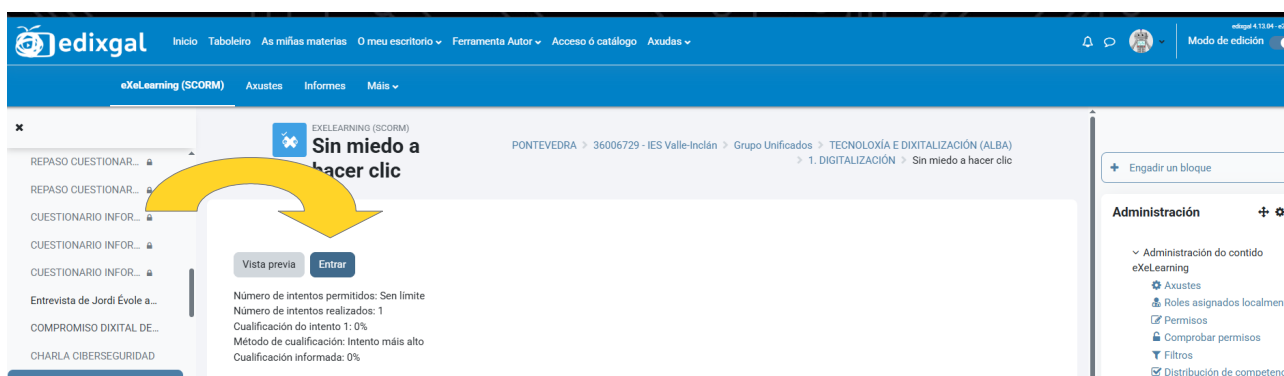 edixgal
Inicio Taboleiro As miñas materias O meu escritorio Ferramenta Autor Acceso ó catálogo Axudas
edixgal 4.13.04 -
Modo de edición
eXeLearning (SCORM) Axustes Informes Máis
REPASO CUESTIONAR...
REPASO CUESTIONAR...
CUESTIONARIO INFOR...
CUESTIONARIO INFOR...
CUESTIONARIO INFOR...
Entrevista de Jordi Évole a...
COMPROMISO DIXITAL DE...
CHARLA CIBERSEGURIDAD
EXELEARNING (SCORM)
Sin miedo a
hacer clic
PONTEVEDRA > 36006729 - IES Valle-Inclán > Grupo Unificados > TECNOLOXÍA E DIXITALIZACIÓN (ALBA)
> 1. DIGITALIZACIÓN > Sin miedo a hacer clic
Vista previa Entrar
Número de intentos permitidos: Sen límite
Número de intentos realizados: 1
Cualificación do intento 1: 0%
Método de cualificación: Intento máis alto
Cualificación informada: 0%
+ Engadir un bloque
Administración
Administración do contido
eXeLearning
Axustes
Roles asignados localmen
Permisos
Comprobar permisos
Filtros
Distribución de competenc